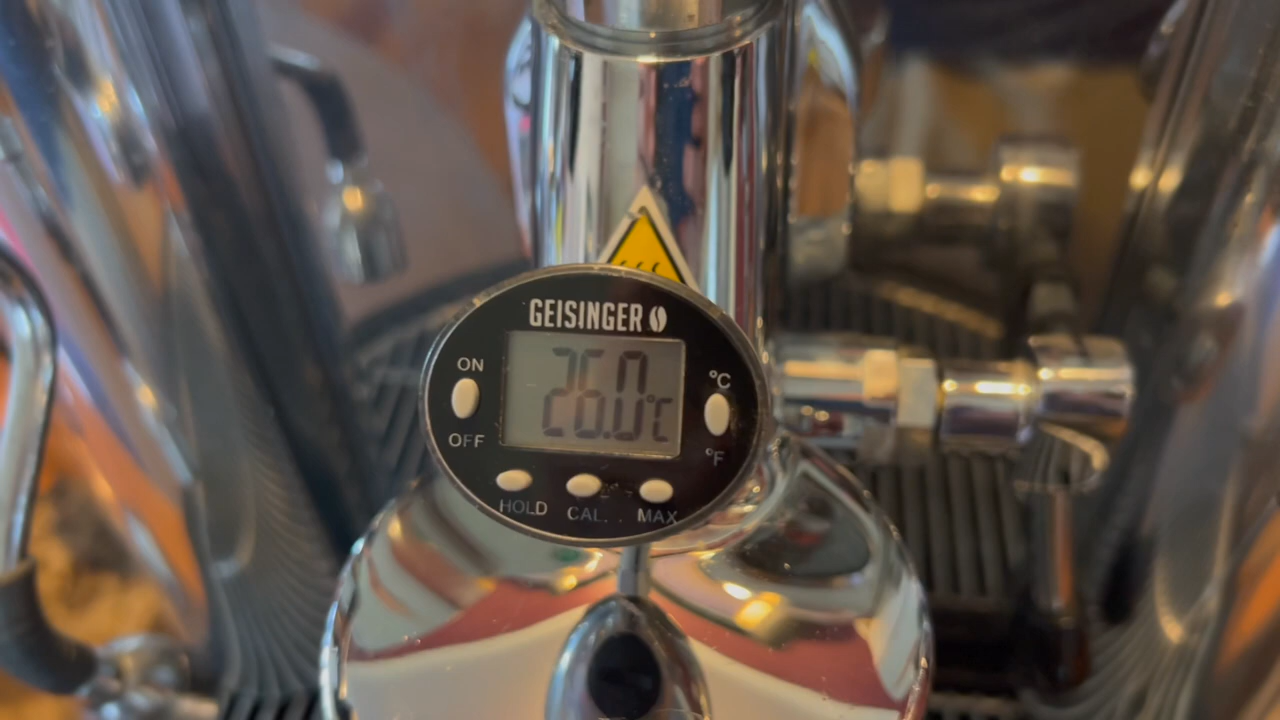 GEISINGER
ON
°C
26.0°C
OFF
°F
HOLD CAL. MAX